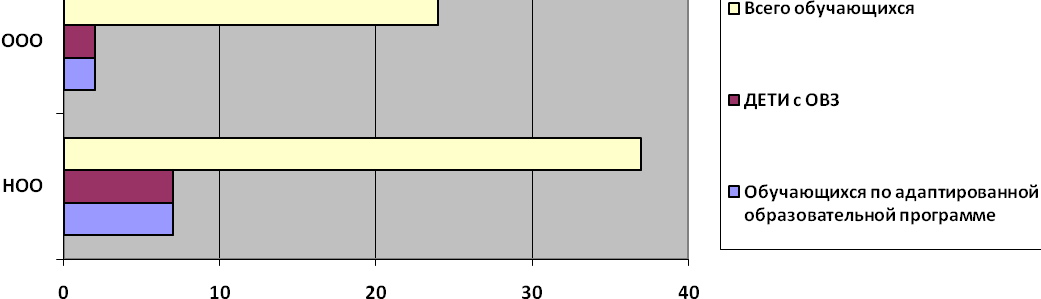 Всего обучающихся
ООО
ДЕТИ с ОВЗ
НОО
Обучающихся по адаптированной
образовательной программе
0 10 20 30 40